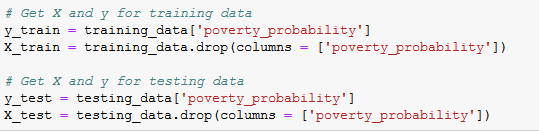 # Get X and y for training data
y_train = training_data['poverty_probability']
X_train = training_data.drop(columns = ['poverty_probability'])
# Get X and y for testing data
y_test = testing_data['poverty_probability']
X_test = testing_data.drop(columns = ['poverty_probability'])